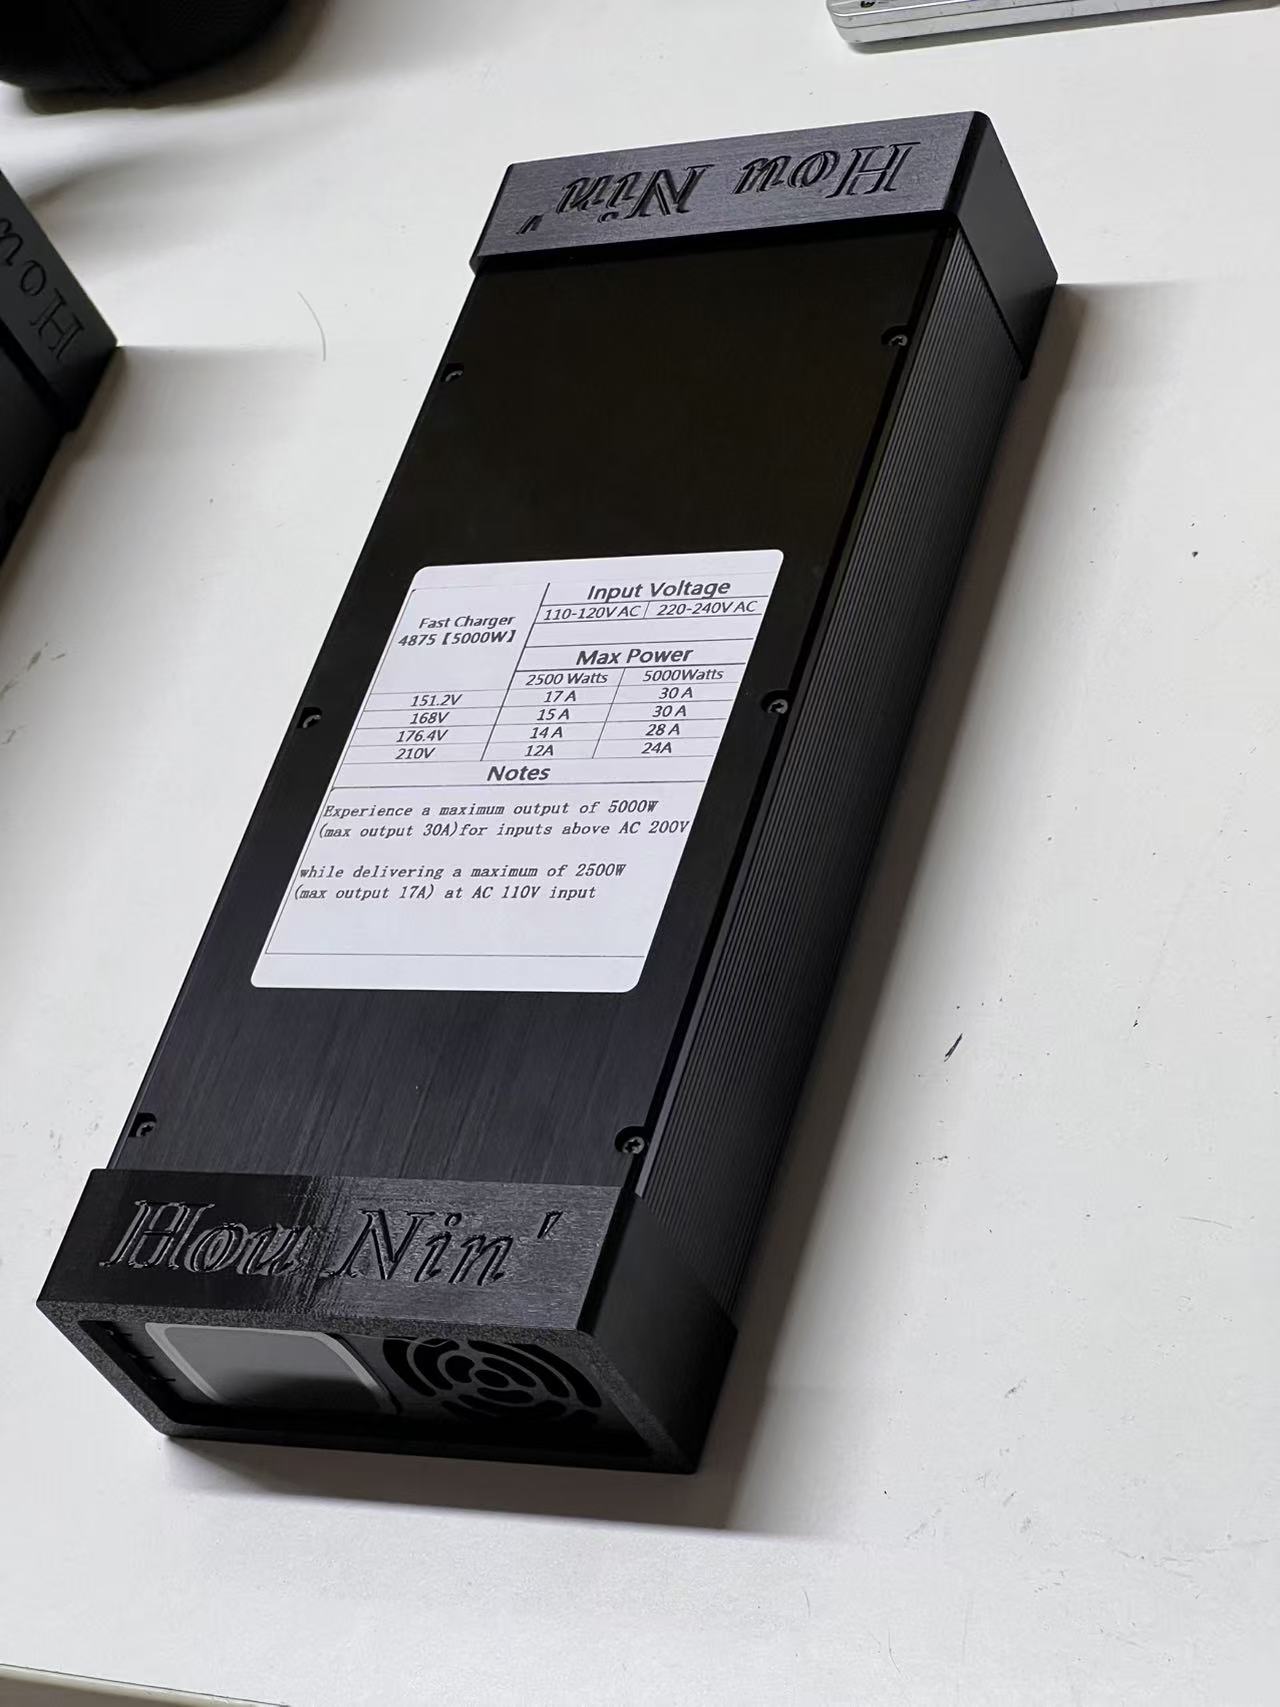 Hou Nin'
Hou
Fast Charger
4875【5000W】
Input Voltage
110-120V AC 220-240V AC
Max Power
2500 Watts 5000Watts
151.2V 17 A 30 A
168V 15 A 30 A
176.4V 14 A 28 A
210V 12A 24A
Notes
Experience a maximum output of 5000W
(max output 30A)for inputs above AC 200V
while delivering a maximum of 2500W
(max output 17A) at AC 110V input
Hou Nin'